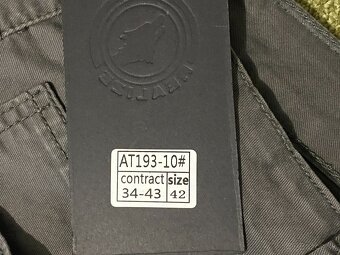 AT193-10#
contract size
34-43 42